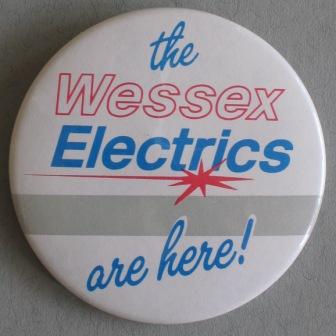 the
Wessex
Electrics
are here!